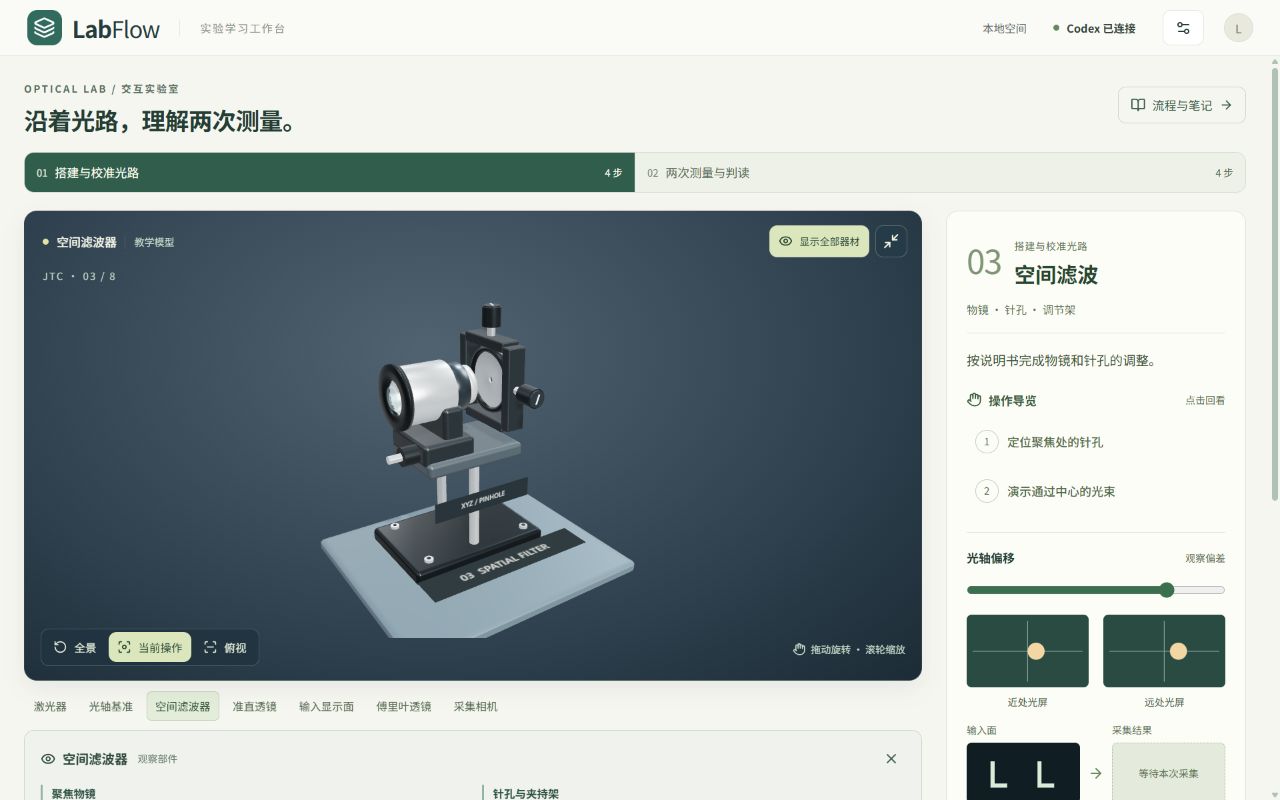 LabFlow
实验学习工作台
本地空间
Codex 已连接
L
OPTICAL LAB / 交互实验室
沿着光路，理解两次测量。
流程与笔记
01 搭建与校准光路
4 步
02 两次测量与判读
4 步
空间滤波器
教学模型
显示全部器材
JTC · 03 / 8
XYZ / PINHOLE
03 SPATIAL FILTER
全景
当前操作
俯视
拖动旋转 · 滚轮缩放
激光器
光轴基准
空间滤波器
准直透镜
输入显示面
傅里叶透镜
采集相机
空间滤波器
观察部件
聚焦物镜
针孔与夹持架
03
搭建与校准光路
空间滤波
物镜 · 针孔 · 调节架
按说明书完成物镜和针孔的调整。
操作导览
点击回看
1 定位聚焦处的针孔
2 演示通过中心的光束
光轴偏移
观察偏差
近处光屏
远处光屏
输入面
采集结果
L L
等待本次采集